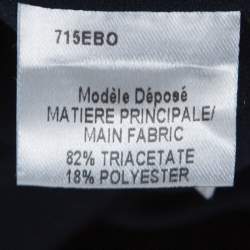 715EBO
Modèle Déposé
MATIERE PRINCIPALE/
MAIN FABRIC
82% TRIACETATE
18% POLYESTER